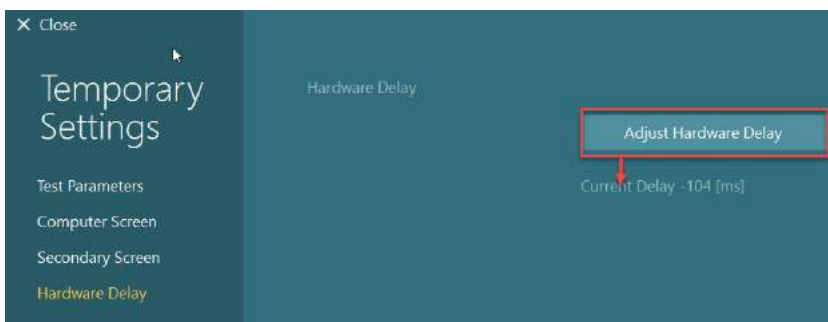 Close
Temporary
Settings
Test Parameters
Computer Screen
Secondary Screen
Hardware Delay
Hardware Delay
Adjust Hardware Delay
Current Delay -104 [ms]